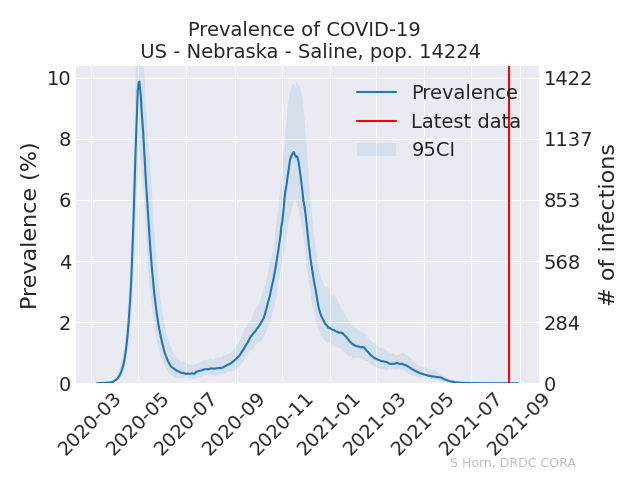 Prevalence of COVID-19
US - Nebraska - Saline, pop. 14224
Prevalence (%)
10
8
6
4
2
0
Prevalence
Latest data
95CI
1422
1137
853
568
284
0
# of infections
2020-03
2020-05
2020-07
2020-09
2020-11
2021-01
2021-03
2021-05
2021-07
2021-09
S Horn, DRDC CORA